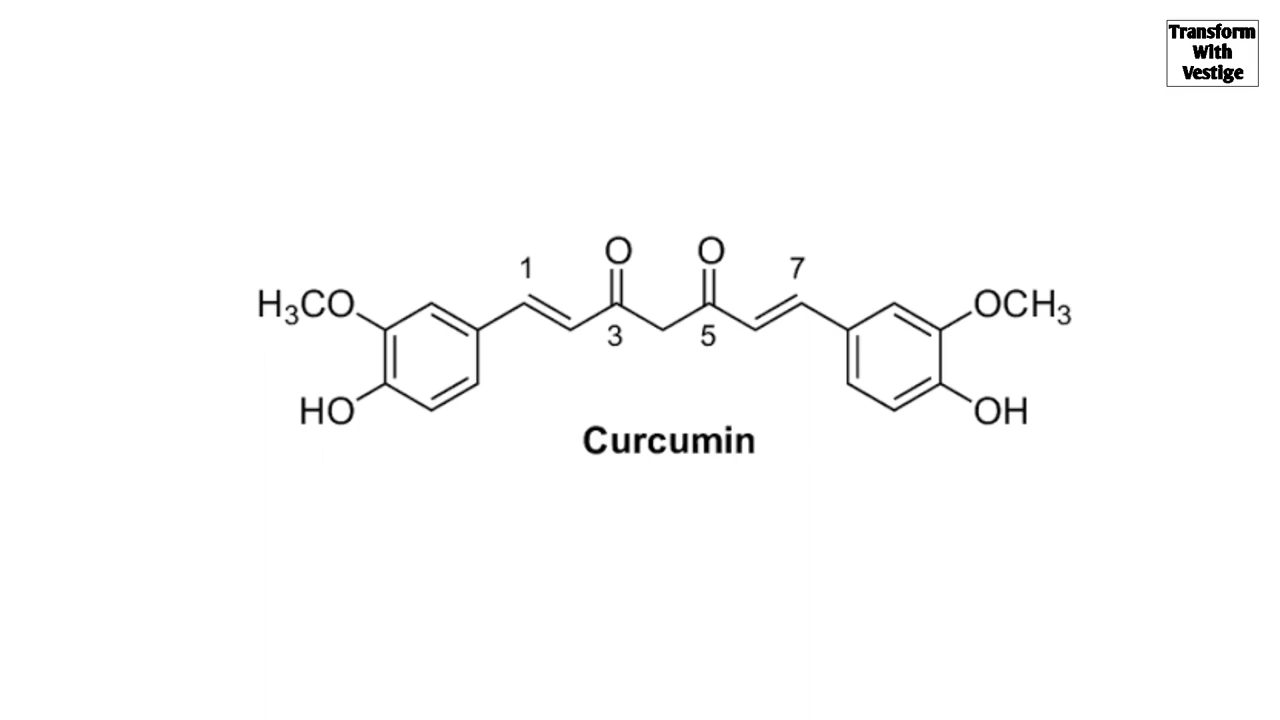 Transform
With
Vestige
O O
1 7
H₃CO OCH₃
3 5
HO OH
Curcumin